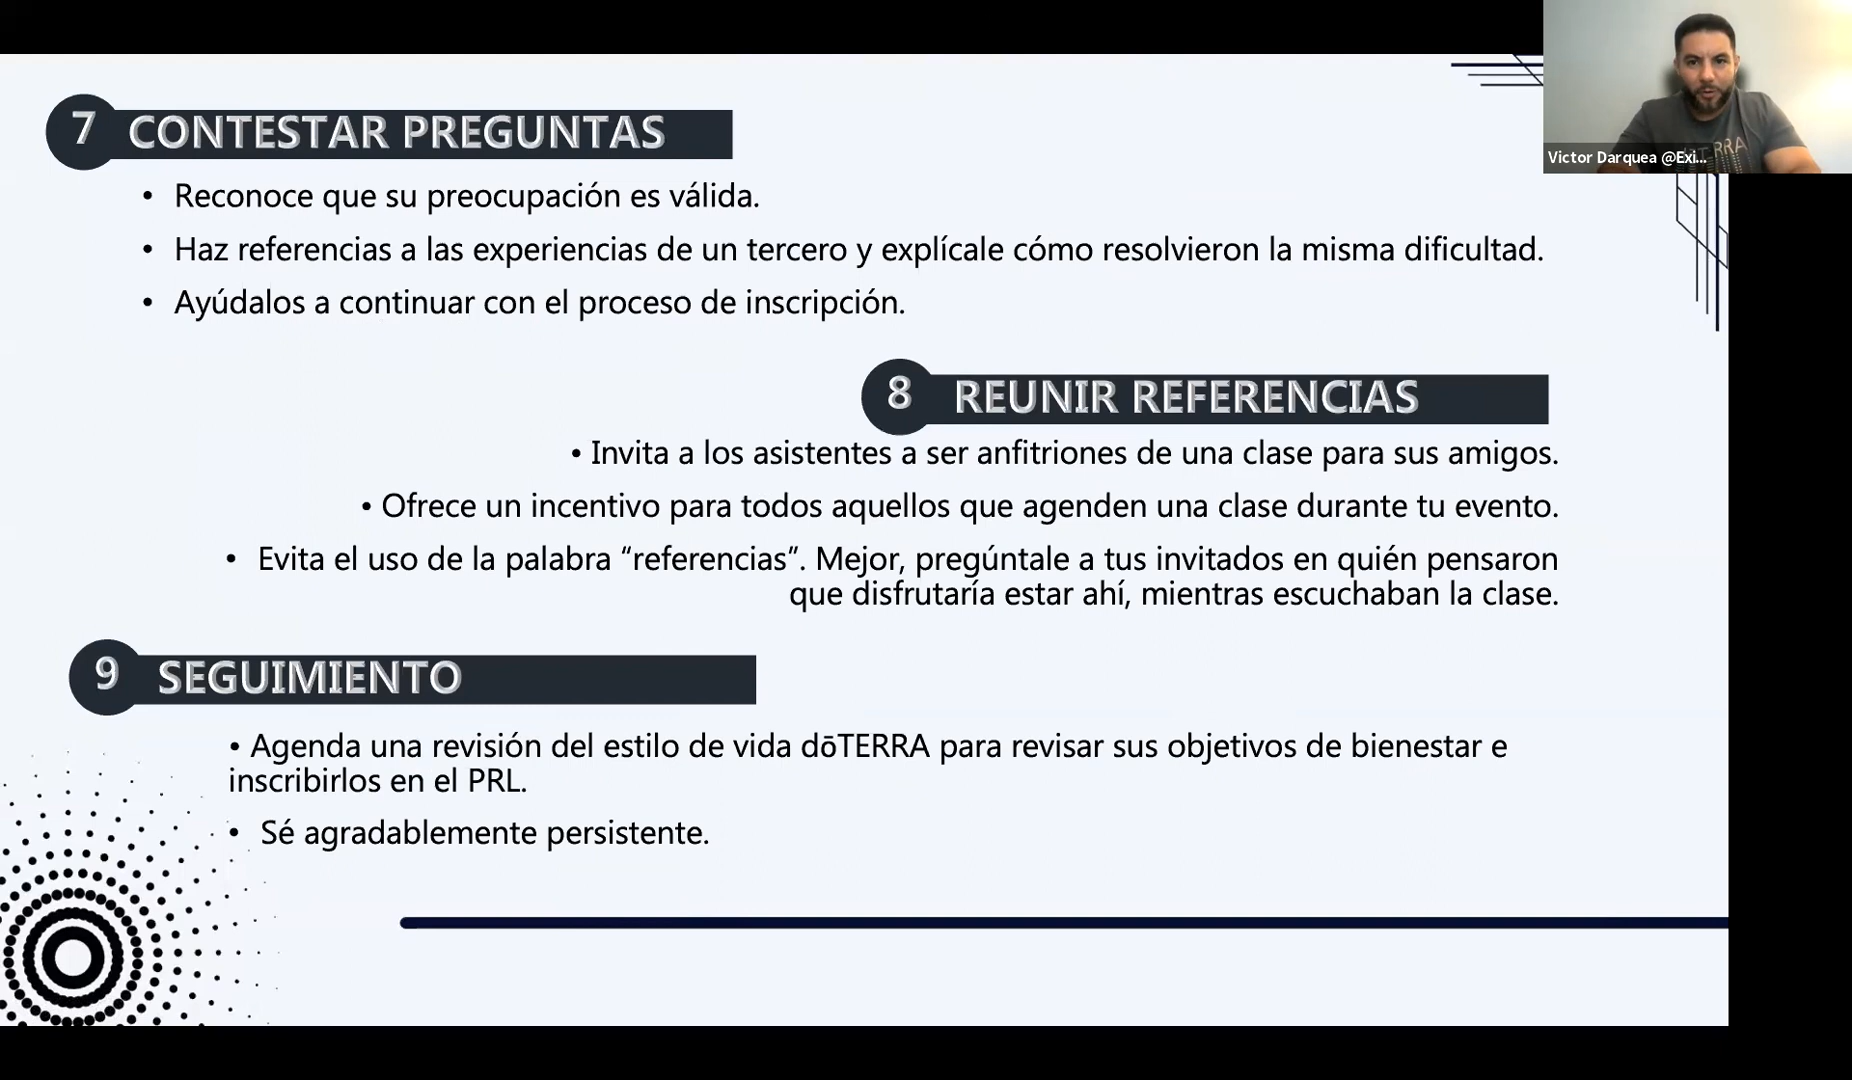 7 CONTESTAR PREGUNTAS
• Reconoce que su preocupación es válida.
• Haz referencias a las experiencias de un tercero y explícale cómo resolvieron la misma dificultad.
• Ayúdalos a continuar con el proceso de inscripción.
8 REUNIR REFERENCIAS
• Invita a los asistentes a ser anfitriones de una clase para sus amigos.
• Ofrece un incentivo para todos aquellos que agenden una clase durante tu evento.
• Evita el uso de la palabra “referencias”. Mejor, pregúntale a tus invitados en quién pensaron
que disfrutaría estar ahí, mientras escuchaban la clase.
9 SEGUIMIENTO
• Agenda una revisión del estilo de vida dōTERRA para revisar sus objetivos de bienestar e
inscribirlos en el PRL.
• Sé agradablemente persistente.
Victor Darquea @Exi...